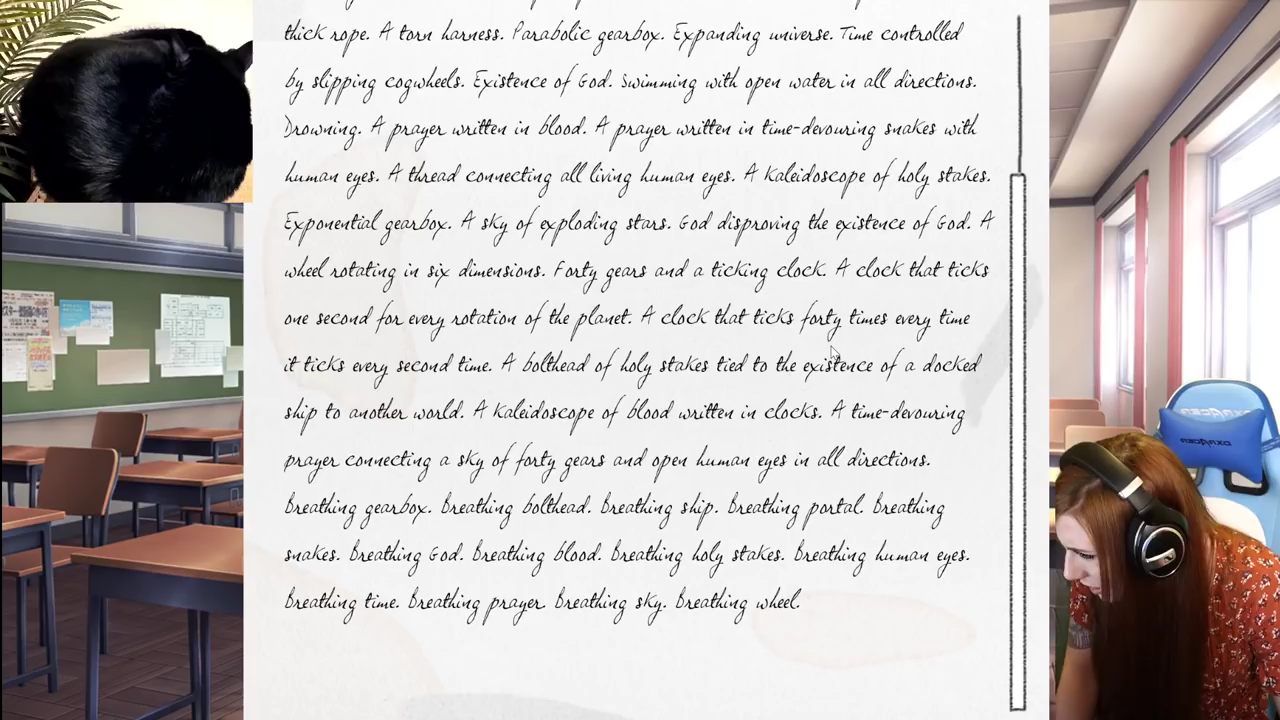 thick rope. A torn harness. Parabolic gearbox. Expanding universe. Time controlled
by slipping cogwheels. Existence of God. Swimming with open water in all directions.
Drowning. A prayer written in blood. A prayer written in time-devouring snakes with
human eyes. A thread connecting all living human eyes. A kaleidoscope of holy stakes.
Exponential gearbox. A sky of exploding stars. God disproving the existence of God. A
wheel rotating in six dimensions. Forty gears and a ticking clock. A clock that ticks
one second for every rotation of the planet. A clock that ticks forty times every time
it ticks every second time. A bolthead of holy stakes tied to the existence of a docked
ship to another world. A kaleidoscope of blood written in clocks. A time-devouring
prayer connecting a sky of forty gears and open human eyes in all directions.
Breathing gearbox. Breathing bolthead. Breathing ship. Breathing portal. Breathing
snakes. Breathing God. Breathing blood. Breathing holy stakes. Breathing human eyes.
Breathing time. Breathing prayer. Breathing sky. Breathing wheel.